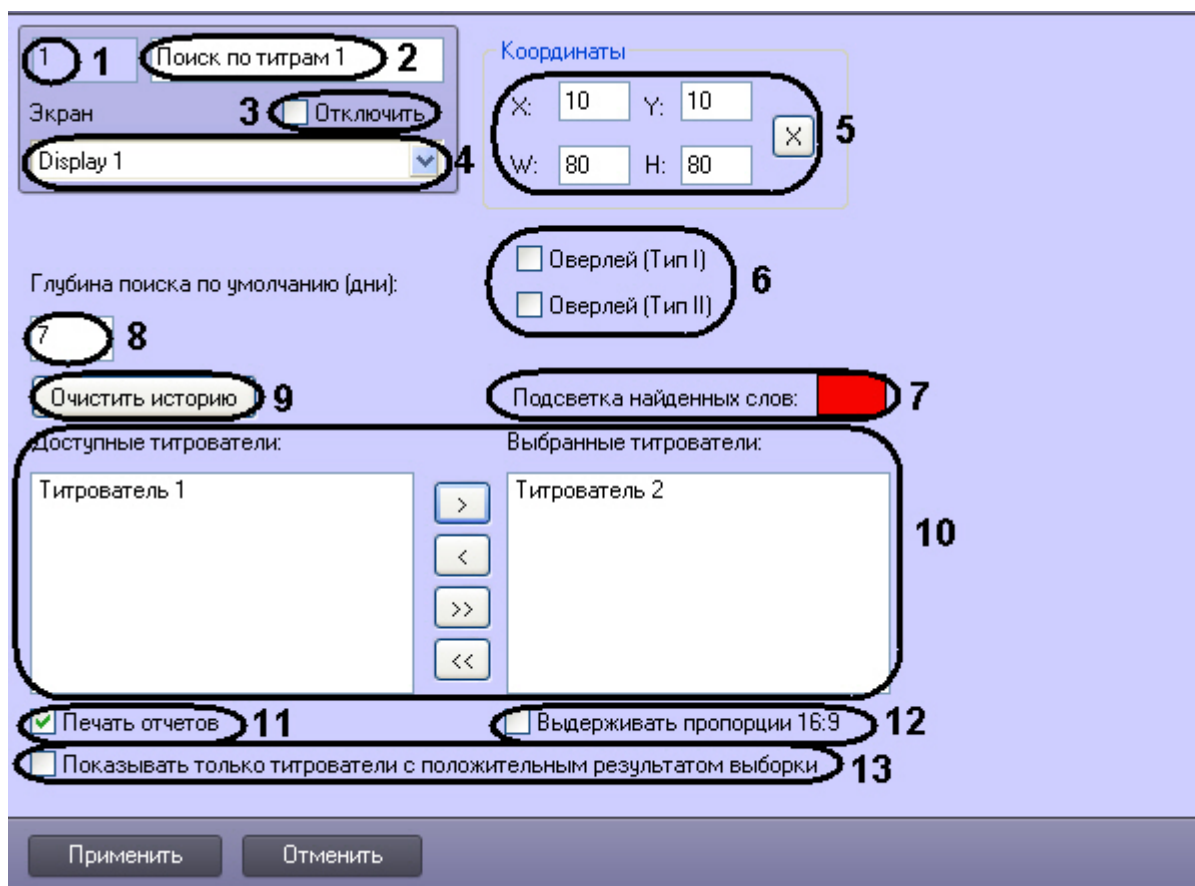 1 1 Поиск по титрам 1 2
Экран 3 Отключить
Display 1 4
Координаты
X: 10 Y: 10
X 5
W: 80 H: 80
Оверлей (Тип I)
Оверлей (Тип II)
6
Глубина поиска по умолчанию (дни):
7 8
Очистить историю 9
Подсветка найденных слов: 7
Доступные титрователи: Выбранные титрователи:
Титрователь 1 Титрователь 2
>
<
>>
<<
10
Печать отчетов 11 Выдерживать пропорции 16:9 12
Показывать только титрователи с положительным результатом выборки 13
Применить Отменить